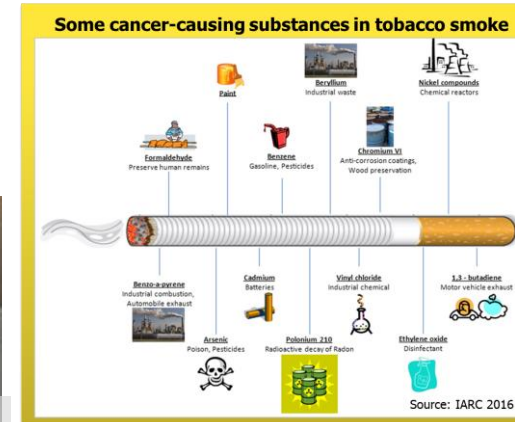 Some cancer-causing substances in tobacco smoke
Paint
Beryllium
Industrial waste
Nickel compounds
Chemical reactors
Formaldehyde
Preserve human remains
Benzene
Gasoline, Pesticides
Chromium VI
Anti-corrosion coatings,
Wood preservation
Benzo-a-pyrene
Industrial combustion,
Automobile exhaust
Cadmium
Batteries
Vinyl chloride
Industrial chemical
1,3 - butadiene
Motor vehicle exhaust
Arsenic
Poison, Pesticides
Polonium 210
Radioactive decay of Radon
Ethylene oxide
Disinfectant
Source: IARC 2016